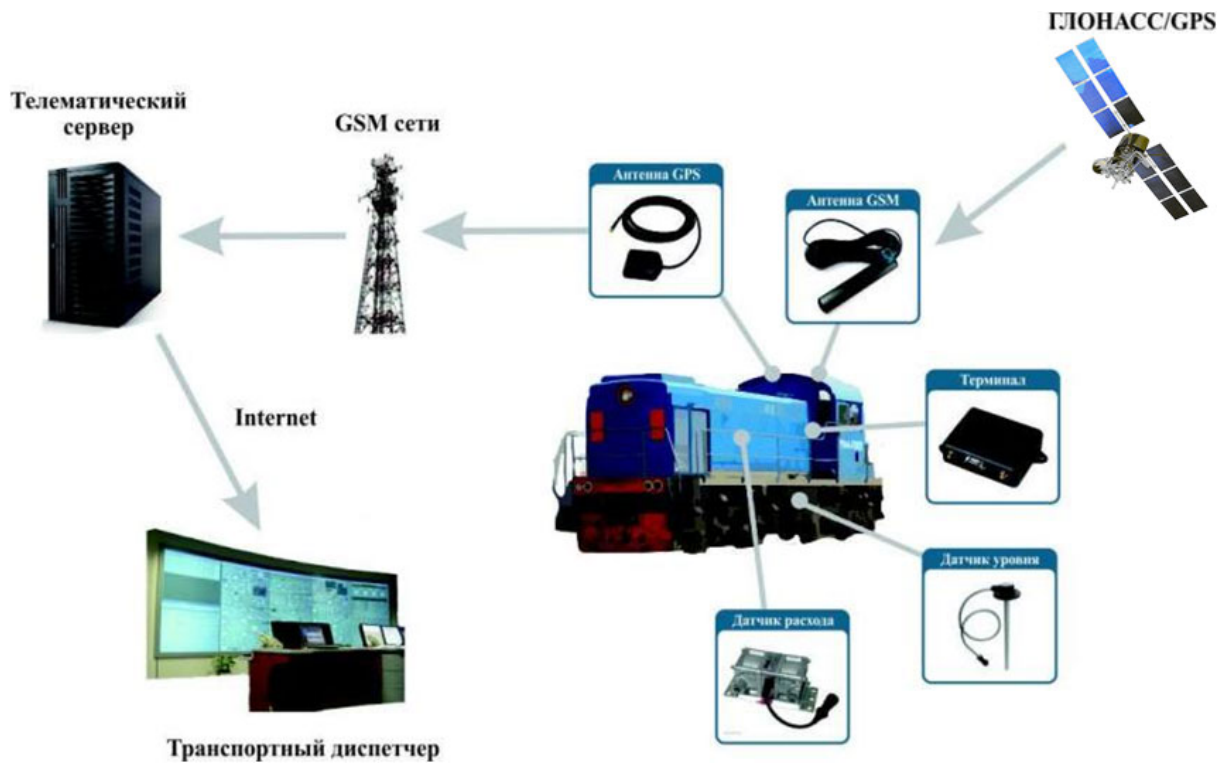 ГЛОНАСС/GPS
Телематический
сервер
GSM сети
Антенна GPS
Антенна GSM
Терминал
Internet
Датчик уровня
Датчик расхода
Транспортный диспетчер